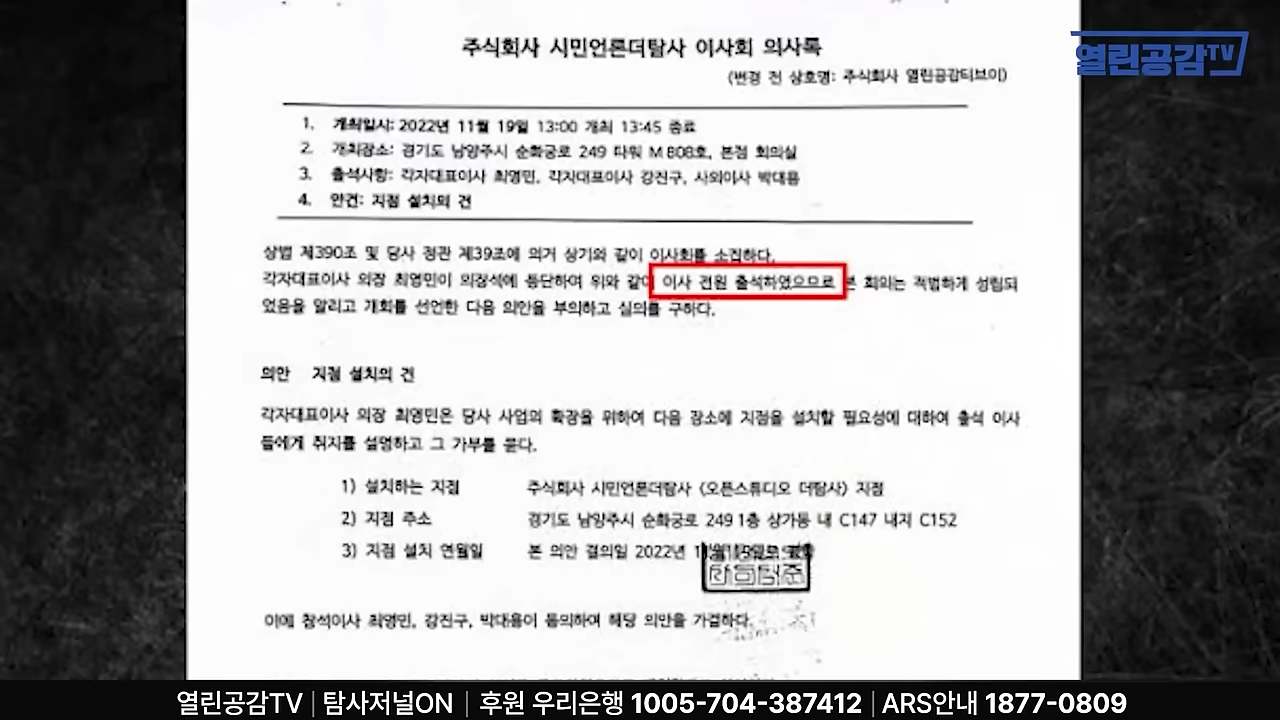 주식회사 시민언론더탐사 이사회 의사록
열린공감TV
(변경 전 상호명: 주식회사 열린공감티브이)
1. 개최일시: 2022년 11월 19일 13:00 개최 13:45 종료
2. 개최장소: 경기도 남양주시 순화궁로 249 타워 M 808호, 본점 회의실
3. 출석사항: 각자대표이사 최영민, 각자대표이사 강진구, 사외이사 박대용
4. 안건: 지점 설치의 건
상법 제390조 및 당사 정관 제39조에 의거 상기와 같이 이사회를 소집하다.
각자대표이사 의장 최영민이 의장석에 등단하여 위와 같이 이사 전원 출석하였으므로 본 회의는 적법하게 성립되
었음을 알리고 개회를 선언한 다음 의안을 부의하고 심의를 구하다.
의안 지점 설치의 건
각자대표이사 의장 최영민은 당사 사업의 확장을 위하여 다음 장소에 지점을 설치할 필요성에 대하여 출석 이사
들에게 취지를 설명하고 그 가부를 묻다.
1) 설치하는 지점 주식회사 시민언론더탐사 〈오픈스튜디오 더탐사〉 지점
2) 지점 주소 경기도 남양주시 순화궁로 249 1층 상가동 내 C147 내지 C152
3) 지점 설치 연월일 본 의안 결의일 2022년
이에 참석이사 최영민, 강진구, 박대용이 동의하여 해당 의안을 가결하다.
열린공감TV | 탐사저널ON | 후원 우리은행 1005-704-387412 | ARS안내 1877-0809